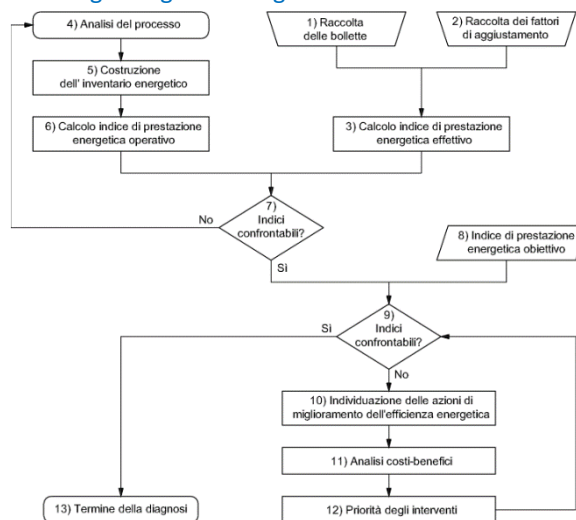 4) Analisi del processo
1) Raccolta
delle bollette
2) Raccolta dei fattori
di aggiustamento
5) Costruzione
dell' inventario energetico
6) Calcolo indice di prestazione
energetica operativo
3) Calcolo indice di prestazione
energetica effettivo
7)
Indici
confrontabili?
No
Sì
8) Indice di prestazione
energetica obiettivo
9)
Indici
confrontabili?
Sì
No
10) Individuazione delle azioni di
miglioramento dell'efficienza energetica
11) Analisi costi-benefici
12) Priorità degli interventi
13) Termine della diagnosi